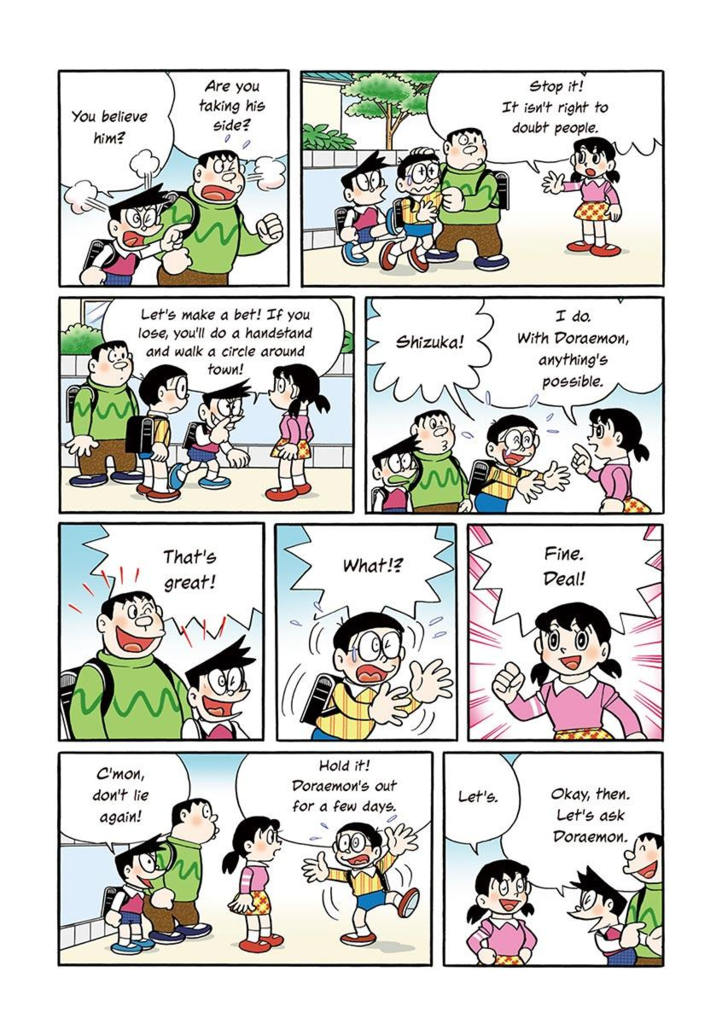 Stop it!
It isn't right to
doubt people.
Are you
taking his
side?
You believe
him?
I do.
With Doraemon,
anything's
possible.
Shizuka!
Let's make a bet! If you
lose, you'll do a handstand
and walk a circle around
town!
Fine.
Deal!
What!?
That's
great!
Okay, then.
Let's ask
Doraemon.
Let's.
Hold it!
Doraemon's out
for a few days.
C'mon,
don't lie
again!